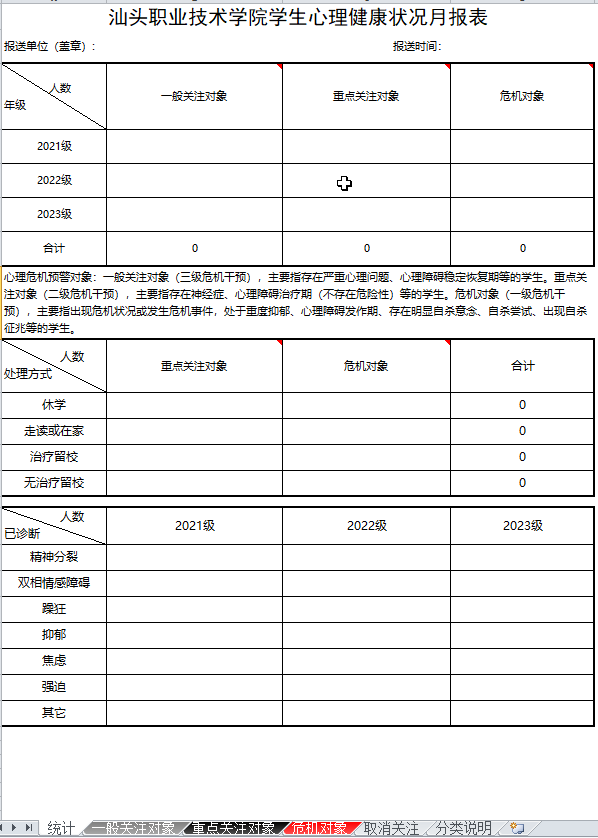 汕头职业技术学院学生心理健康状况月报表
报送单位（盖章）： 报送时间：
人数
年级 一般关注对象 重点关注对象 危机对象
2021级
2022级
2023级
合计 0 0 0
心理危机预警对象：一般关注对象（三级危机干预），主要指存在严重心理问题、心理障碍稳定恢复期等的学生。重点关
注对象（二级危机干预），主要指存在神经症、心理障碍治疗期（不存在危险性）等的学生。危机对象（一级危机干
预），主要指出现危机状况或发生危机事件，处于重度抑郁、心理障碍发作期、存在明显自杀意念、自杀尝试、出现自杀
征兆等的学生。
人数
处理方式 重点关注对象 危机对象 合计
休学 0
走读或在家 0
治疗留校 0
无治疗留校 0
人数
已诊断 2021级 2022级 2023级
精神分裂
双相情感障碍
躁狂
抑郁
焦虑
强迫
其它
统计 一般关注对象 重点关注对象 危机对象 取消关注 分类说明